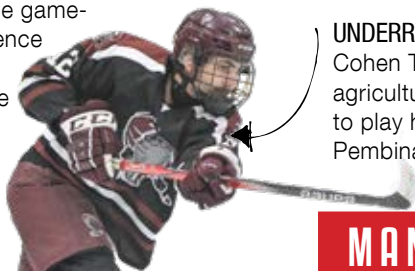 e game-
ence
e
UNDERR
Cohen T
agricultu
to play h
Pembina
CCM
MAN